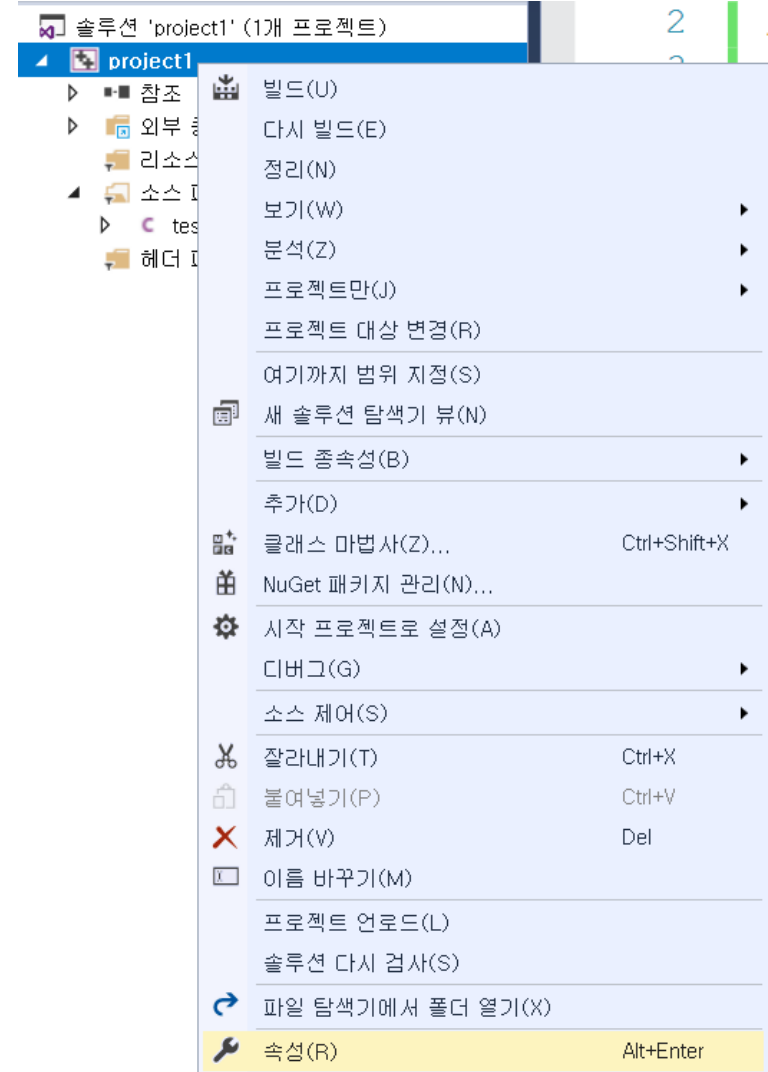 솔루션 'project1' (1개 프로젝트)
2
project1
참조
외부
리소스
소스
tes
헤더
빌드(U)
다시 빌드(E)
정리(N)
보기(W)
분석(Z)
프로젝트만(J)
프로젝트 대상 변경(R)
여기까지 범위 지정(S)
새 솔루션 탐색기 뷰(N)
빌드 종속성(B)
추가(D)
클래스 마법사(Z)... Ctrl+Shift+X
NuGet 패키지 관리(N)...
시작 프로젝트로 설정(A)
디버그(G)
소스 제어(S)
잘라내기(T) Ctrl+X
붙여넣기(P) Ctrl+V
제거(V) Del
이름 바꾸기(M)
프로젝트 언로드(L)
솔루션 다시 검사(S)
파일 탐색기에서 폴더 열기(X)
속성(R) Alt+Enter